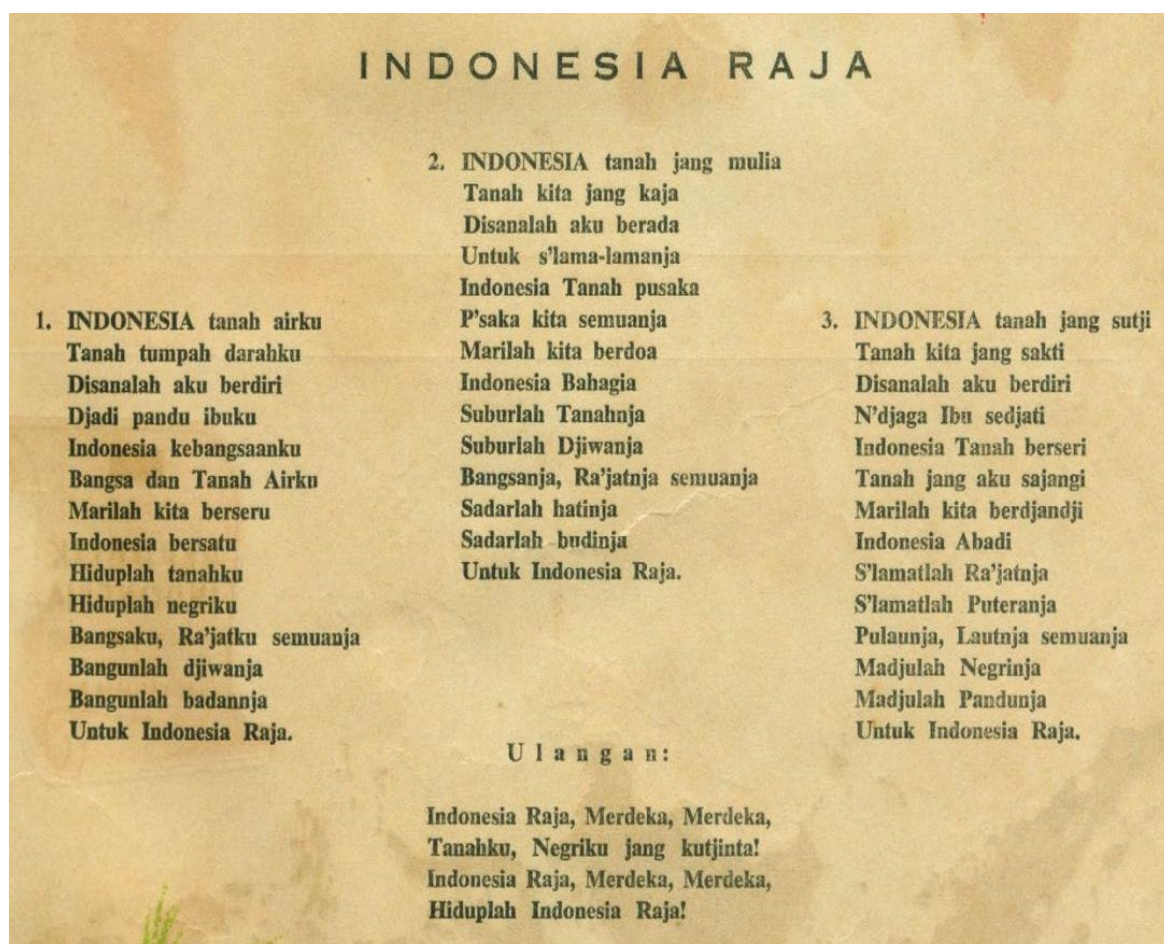 INDONESIA RAJA
1. INDONESIA tanah airku
Tanah tumpah darahku
Disanalah aku berdiri
Djadi pandu ibuku
Indonesia kebangsaanku
Bangsa dan Tanah Airku
Marilah kita berseru
Indonesia bersatu
Hiduplah tanahku
Hiduplah negriku
Bangsaku, Ra'jatku semuanja
Bangunlah djiwanja
Bangunlah badannja
Untuk Indonesia Raja.
2. INDONESIA tanah jang mulia
Tanah kita jang kaja
Disanalah aku berada
Untuk s'lama-lamanja
Indonesia Tanah pusaka
P'saka kita semuanja
Marilah kita berdoa
Indonesia Bahagia
Suburlah Tanahnja
Suburlah Djiwanja
Bangsanja, Ra'jatnja semuanja
Sadarlah hatinja
Sadarlah budinja
Untuk Indonesia Raja.
3. INDONESIA tanah jang sutji
Tanah kita jang sakti
Disanalah aku berdiri
N'djaga Ibu sedjati
Indonesia Tanah berseri
Tanah jang aku sajangi
Marilah kita berdjandji
Indonesia Abadi
S'lamatlah Ra'jatnja
S'lamatlah Puteranja
Pulaunja, Lautnja semuanja
Madjulah Negrinja
Madjulah Pandunja
Untuk Indonesia Raja.
Ulangan:
Indonesia Raja, Merdeka, Merdeka,
Tanahku, Negriku jang kutjinta!
Indonesia Raja, Merdeka, Merdeka,
Hiduplah Indonesia Raja!